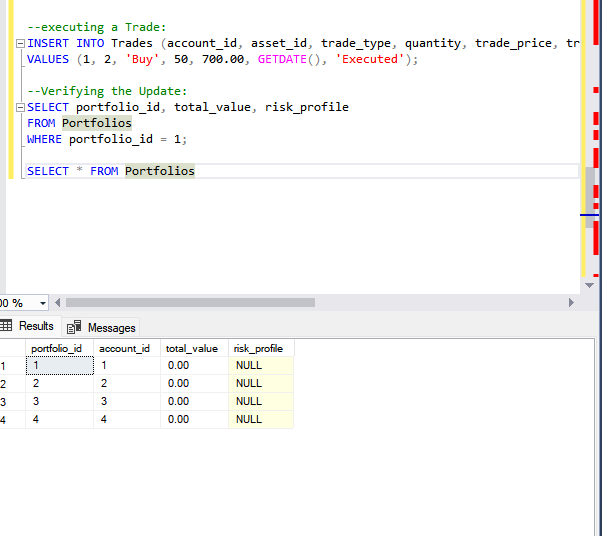 --executing a Trade:
INSERT INTO Trades (account_id, asset_id, trade_type, quantity, trade_price, tr
VALUES (1, 2, 'Buy', 50, 700.00, GETDATE(), 'Executed');
--Verifying the Update:
SELECT portfolio_id, total_value, risk_profile
FROM Portfolios
WHERE portfolio_id = 1;
SELECT * FROM Portfolios
00 %
Results Messages
portfolio_id account_id total_value risk_profile
1 1 1 0.00 NULL
2 2 2 0.00 NULL
3 3 3 0.00 NULL
4 4 4 0.00 NULL